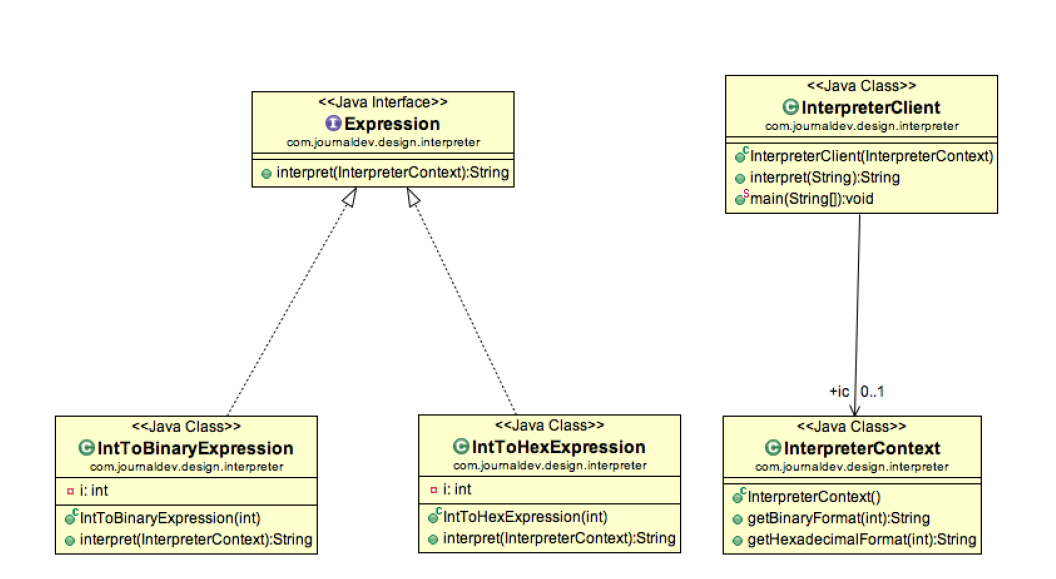 <<Java Interface>>
Expression
com.journaldev.design.interpreter
interpret(InterpreterContext):String
<<Java Class>>
InterpreterClient
com.journaldev.design.interpreter
InterpreterClient(InterpreterContext)
interpret(String):String
main(String[]):void
+ic 0..1
<<Java Class>>
IntToBinaryExpression
com.journaldev.design.interpreter
i: int
IntToBinaryExpression(int)
interpret(InterpreterContext):String
<<Java Class>>
IntToHexExpression
com.journaldev.design.interpreter
i: int
IntToHexExpression(int)
interpret(InterpreterContext):String
<<Java Class>>
InterpreterContext
com.journaldev.design.interpreter
InterpreterContext()
getBinaryFormat(int):String
getHexadecimalFormat(int):String